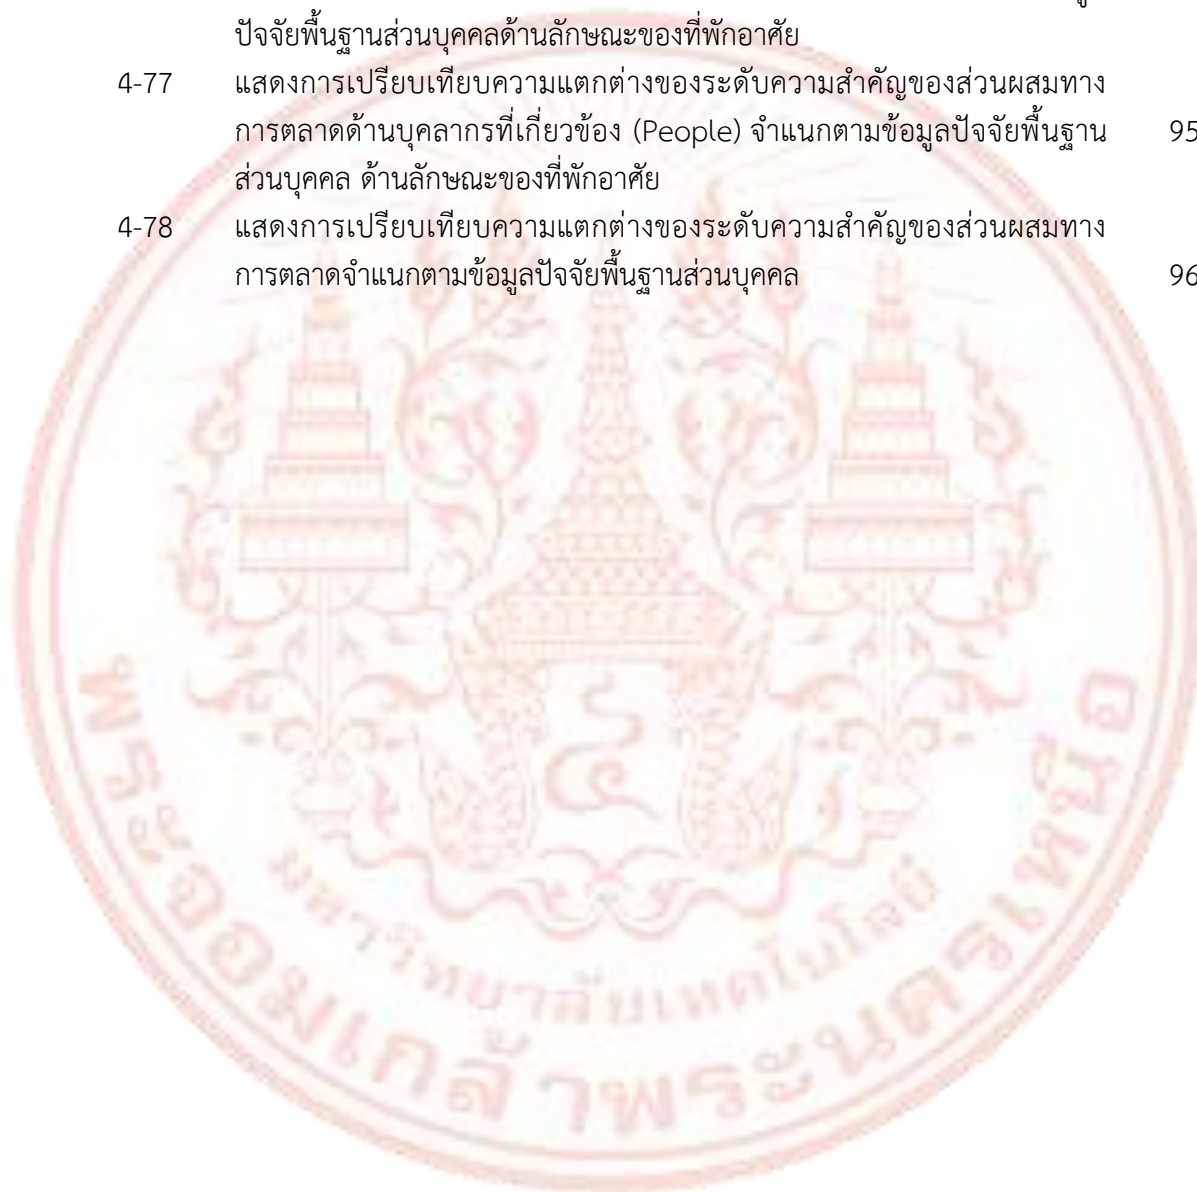 ปัจจัยพื้นฐานส่วนบุคคลด้านลักษณะของที่พักอาศัย
4-77 แสดงการเปรียบเทียบความแตกต่างของระดับความสำคัญของส่วนผสมทาง
การตลาดด้านบุคลากรที่เกี่ยวข้อง (People) จำแนกตามข้อมูลปัจจัยพื้นฐาน 95
ส่วนบุคคล ด้านลักษณะของที่พักอาศัย
4-78 แสดงการเปรียบเทียบความแตกต่างของระดับความสำคัญของส่วนผสมทาง
การตลาดจำแนกตามข้อมูลปัจจัยพื้นฐานส่วนบุคคล 96
มหาวิทยาลัยเทคโนโลยี
พระจอมเกล้าพระนครเหนือ